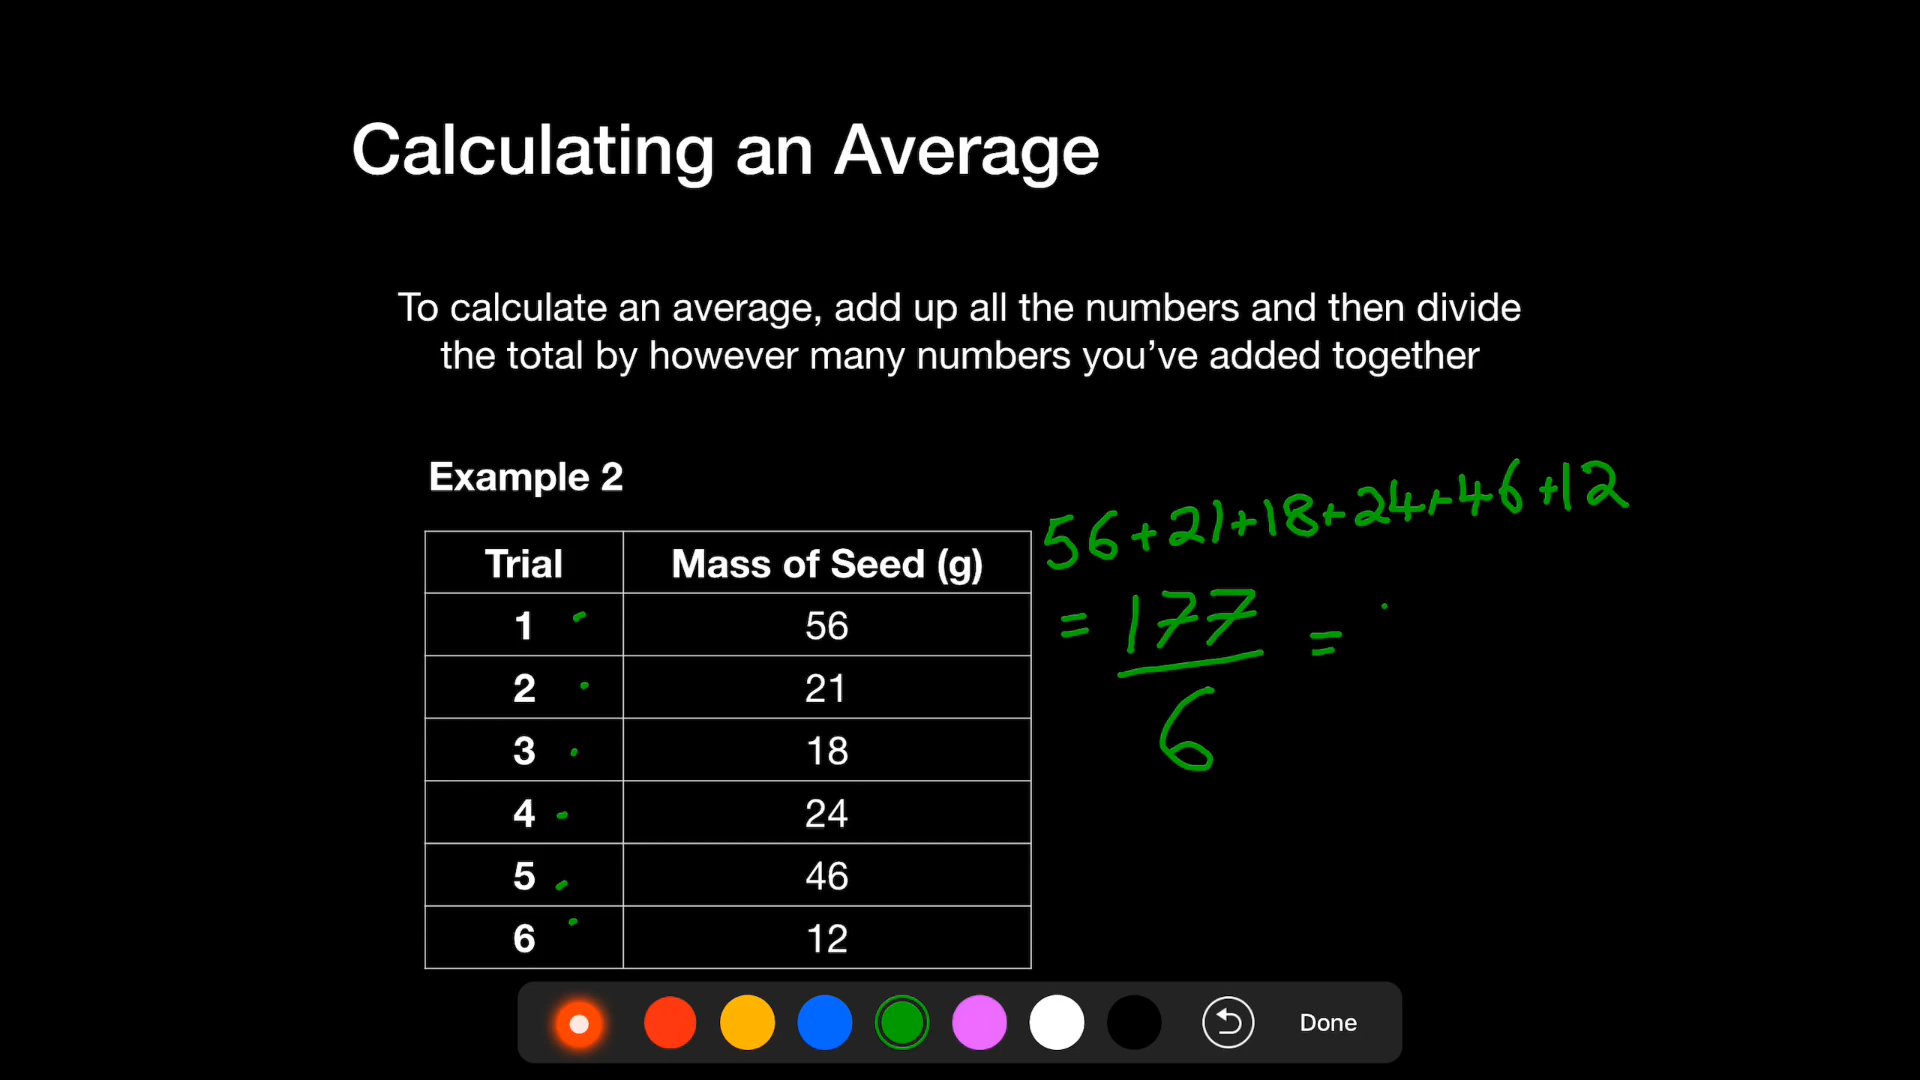 Calculating an Average
To calculate an average, add up all the numbers and then divide
the total by however many numbers you’ve added together
Example 2
Trial Mass of Seed (g)
1 56
2 21
3 18
4 24
5 46
6 12
56+21+18+24+46+12
= 177 =
6
Done